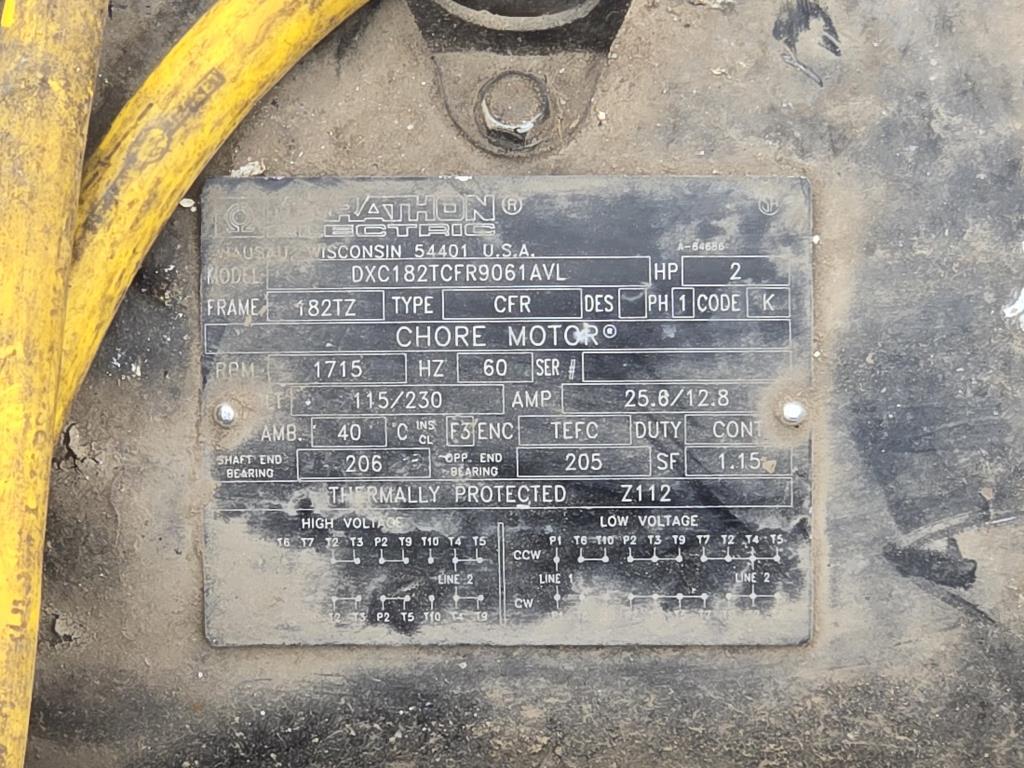 MARATHON ®
ELECTRIC
WAUSAU, WISCONSIN 54401 U.S.A. A-84686
MODEL DXC182TCFR9061AVL HP 2
FRAME 182TZ TYPE CFR DES PH 1 CODE K
CHORE MOTOR®
RPM 1715 HZ 60 SER #
115/230 AMP 25.6/12.8
AMB. 40 °C INS CL F3 ENC TEFC DUTY CONT
SHAFT END BEARING 206 OPP. END BEARING 205 SF 1.15
THERMALLY PROTECTED Z112
HIGH VOLTAGE LOW VOLTAGE
T6 T7 T2 T3 P2 T9 T10 T4 T5 P1 T6 T10 P2 T3 T9 T7 T2 T4 T5
CCW
LINE 2 LINE 1 LINE 2
CW
T3 P2 T5 T10 T4 T9